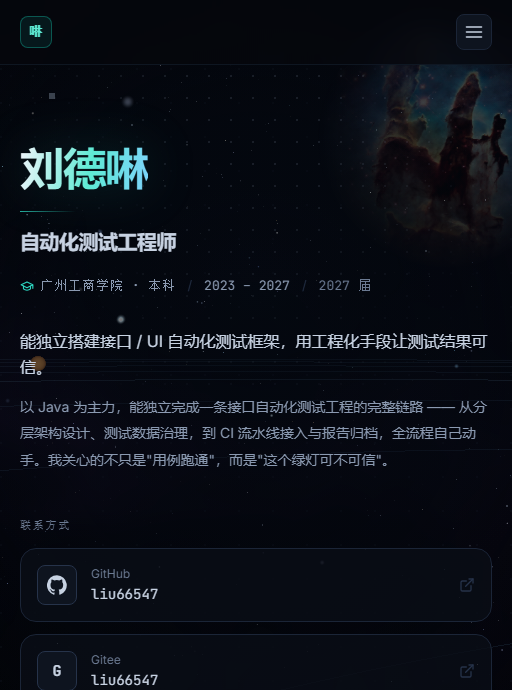 啉
刘德啉
自动化测试工程师
广州工商学院 · 本科 / 2023 – 2027 / 2027 届
能独立搭建接口 / UI 自动化测试框架，用工程化手段让测试结果可
信。
以 Java 为主力，能独立完成一条接口自动化测试工程的完整链路 —— 从分
层架构设计、测试数据治理，到 CI 流水线接入与报告归档，全流程自己动
手。我关心的不只是"用例跑通"，而是"这个绿灯可不可信"。
联系方式
GitHub
liu66547
G
Gitee
liu66547